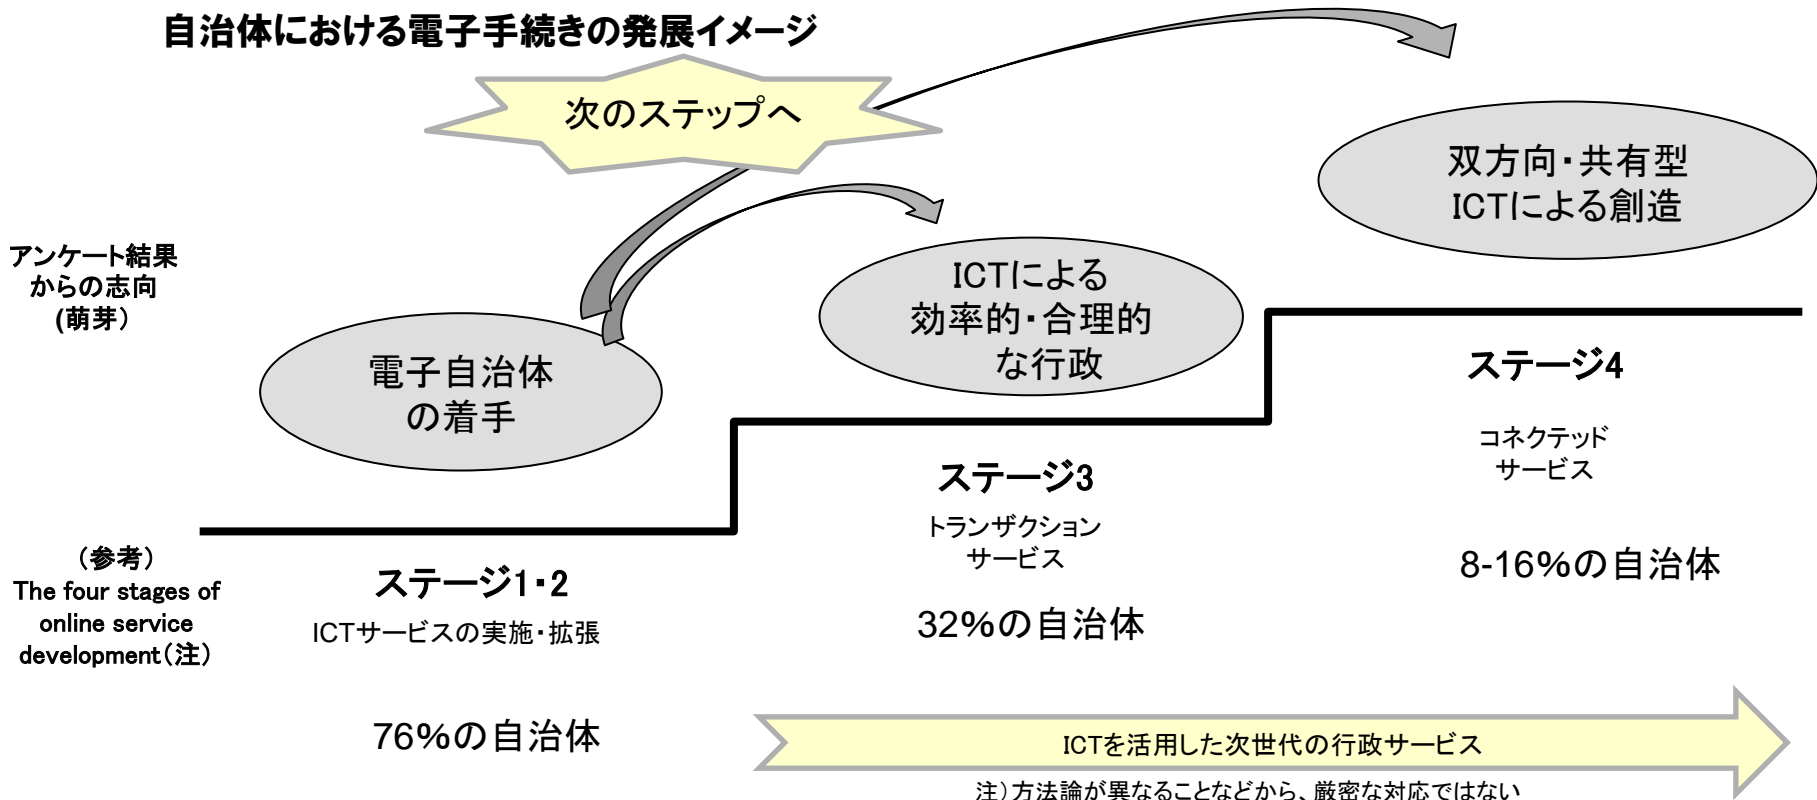 自治体における電子手続きの発展イメージ
次のステップへ
双方向・共有型
ICTによる創造
アンケート結果
からの志向
(萌芽）
ICTによる
効率的・合理的
な行政
電子自治体
の着手
ステージ4
コネクテッド
サービス
8-16%の自治体
ステージ3
トランザクション
サービス
32%の自治体
（参考）
The four stages of
online service
development（注）
ステージ1・2
ICTサービスの実施・拡張
76%の自治体
ICTを活用した次世代の行政サービス
注）方法論が異なることなどから、厳密な対応ではない